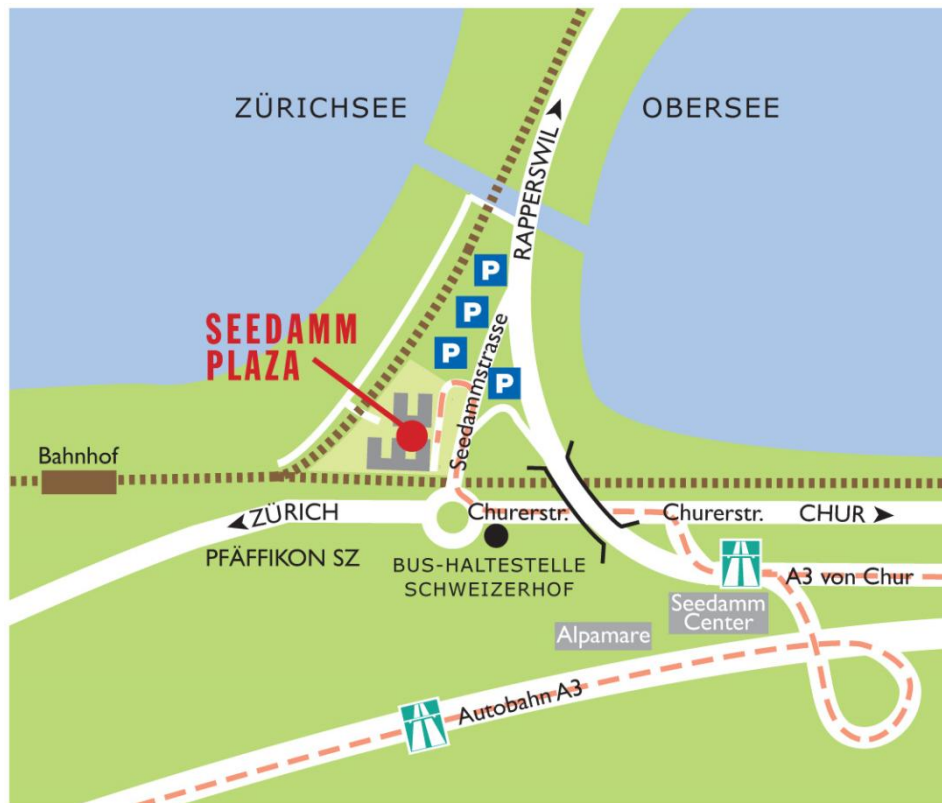 ZÜRICHSEE
OBERSEE
RAPPERSWIL
P
P
P
P
SEEDAMM
PLAZA
Seedammstrasse
Bahnhof
ZÜRICH
Churerstr.
Churerstr.
CHUR
PFÄFFIKON SZ
BUS-HALTESTELLE
SCHWEIZERHOF
A3 von Chur
Seedamm
Center
Alpamare
Autobahn A3